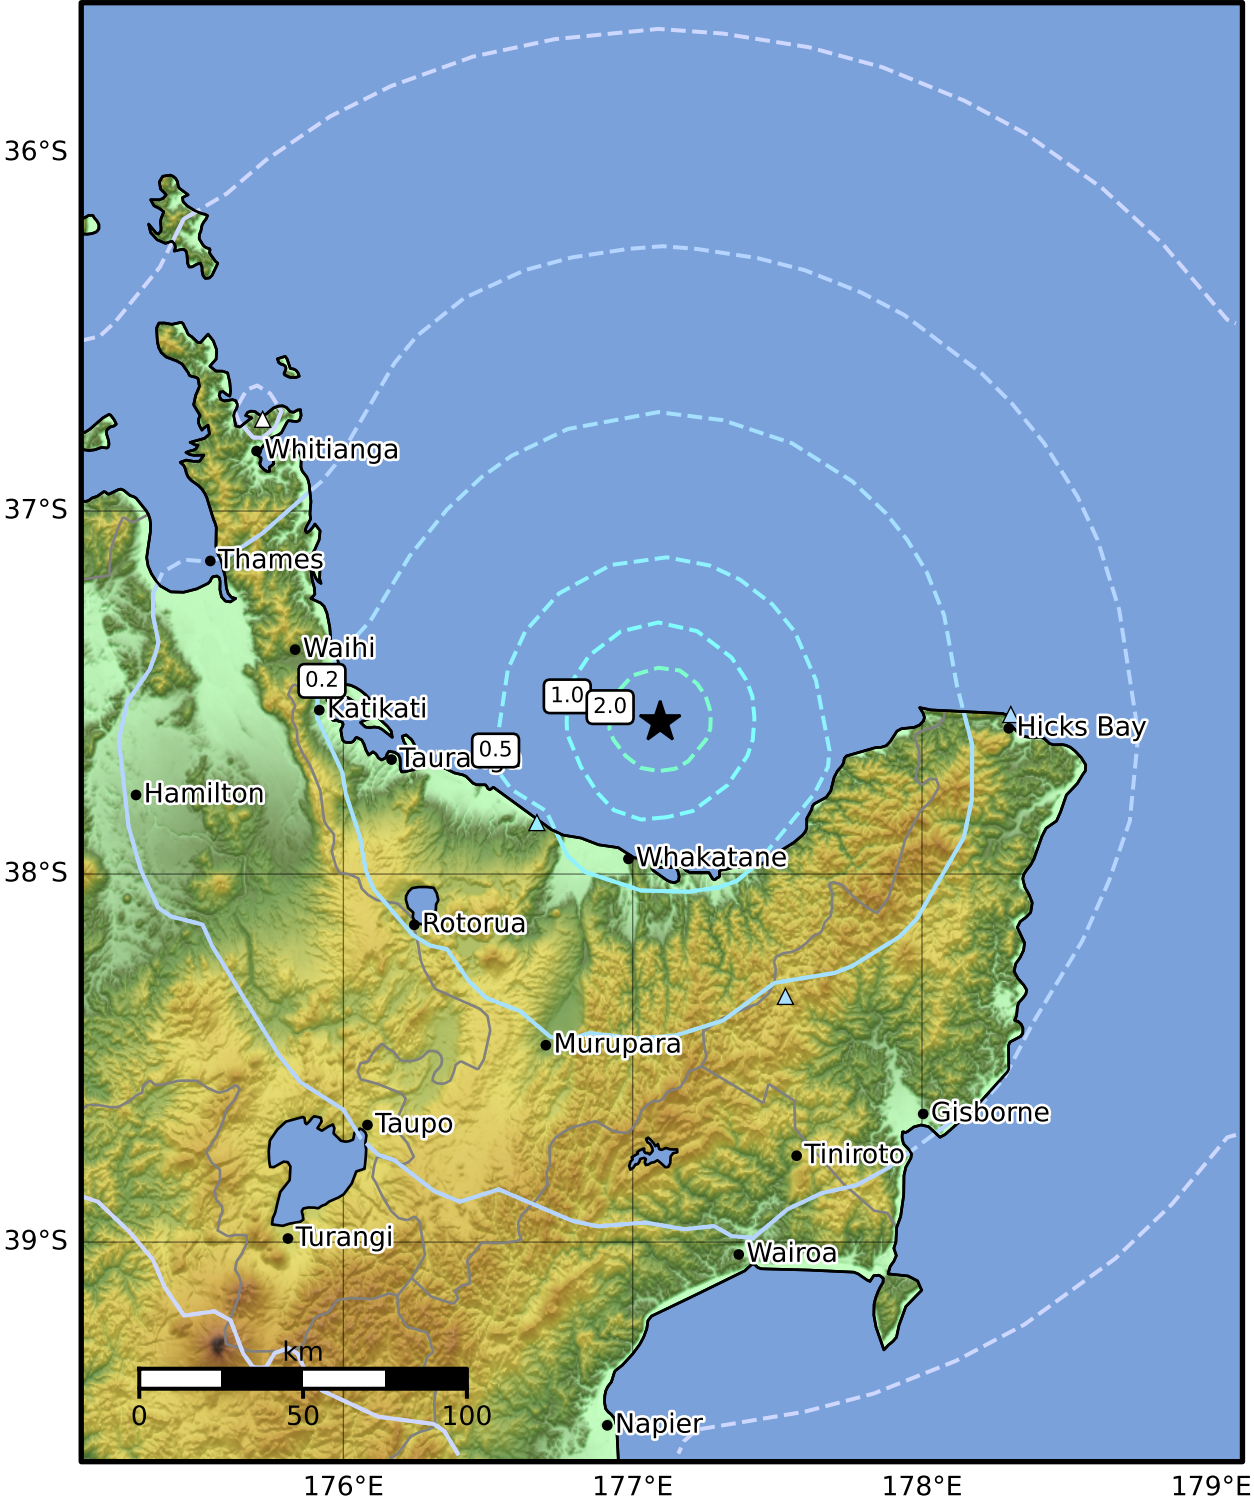 36°S
Whitianga
37°S
Thames
Waihi
0.2
Katikati
1.0
2.0
Hicks Bay
0.5
Hamilton
Whakatane
38°S
Rotorua
Murupara
Gisborne
Taupo
Tiniroto
Turangi
39°S
Wairoa
km
0 50 100
Napier
176°E 177°E 178°E 179°E